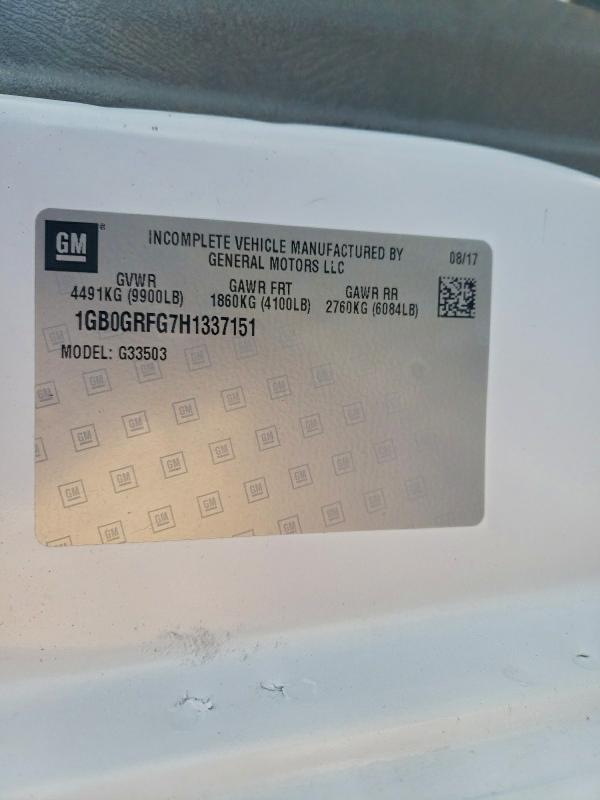 GM
INCOMPLETE VEHICLE MANUFACTURED BY
GENERAL MOTORS LLC
08/17
GVWR GAWR FRT GAWR RR
4491KG (9900LB) 1860KG (4100LB) 2760KG (6084LB)
1GB0GRFG7H1337151
MODEL: G33503